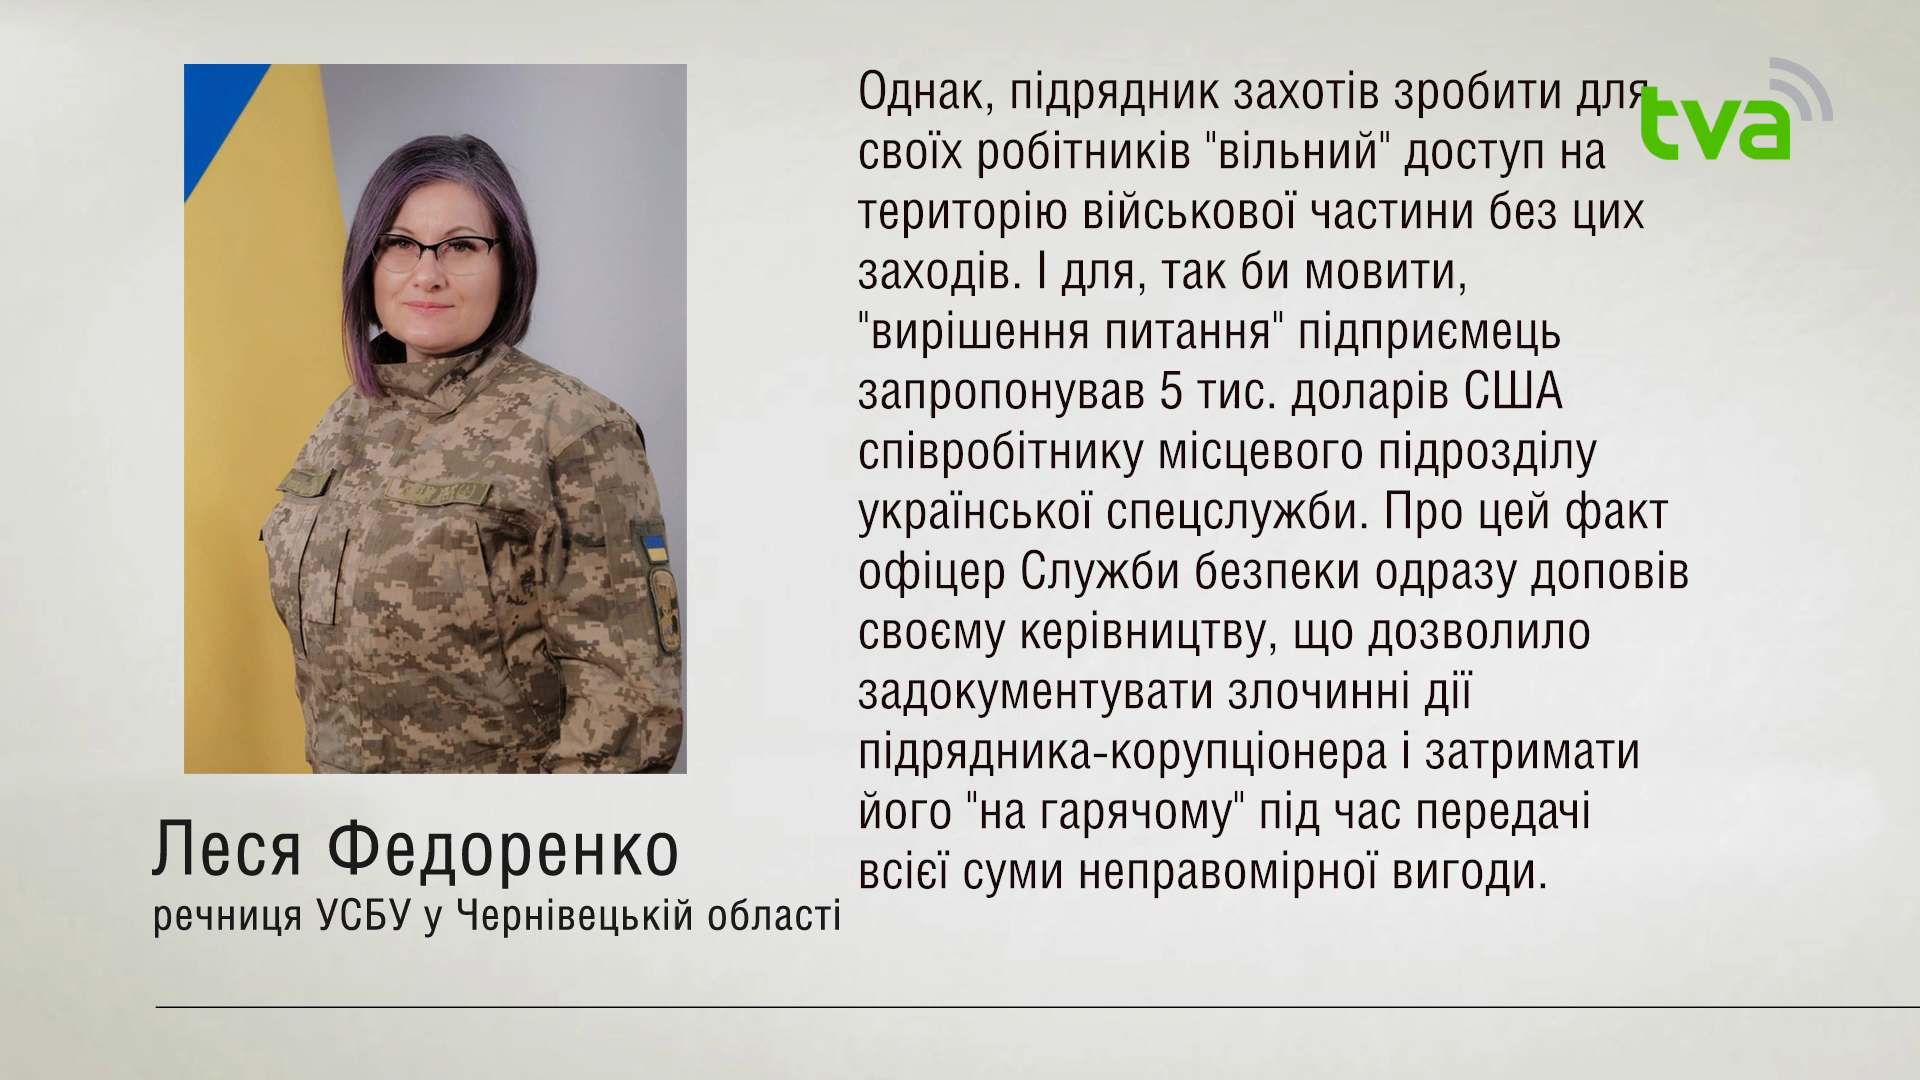 Однак, підрядник захотів зробити для
своїх робітників "вільний" доступ на
територію військової частини без цих
заходів. І для, так би мовити,
"вирішення питання" підприємець
запропонував 5 тис. доларів США
співробітнику місцевого підрозділу
української спецслужби. Про цей факт
офіцер Служби безпеки одразу доповів
своєму керівництву, що дозволило
задокументувати злочинні дії
підрядника-корупціонера і затримати
його "на гарячому" під час передачі
всієї суми неправомірної вигоди.
tva
Леся Федоренко
речниця УСБУ у Чернівецькій області